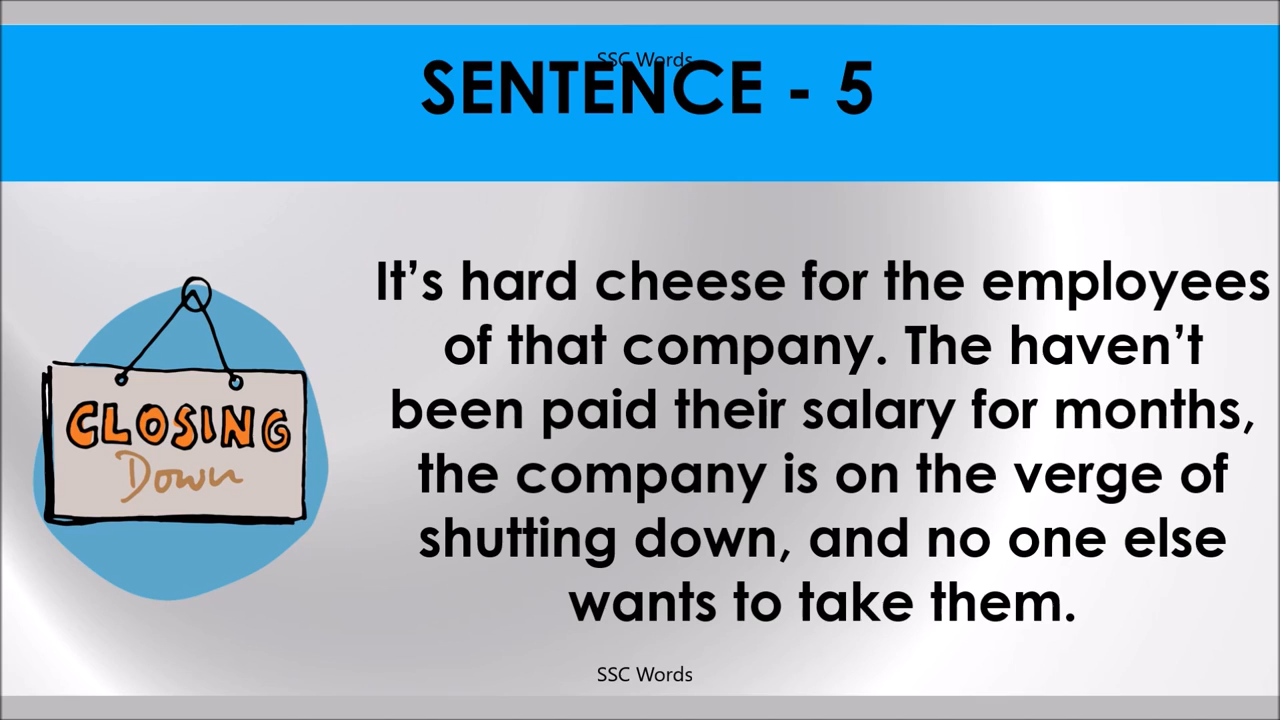 SSC Words
SENTENCE - 5
It’s hard cheese for the employees
of that company. The haven’t
been paid their salary for months,
the company is on the verge of
shutting down, and no one else
wants to take them.
CLOSING
Down
SSC Words